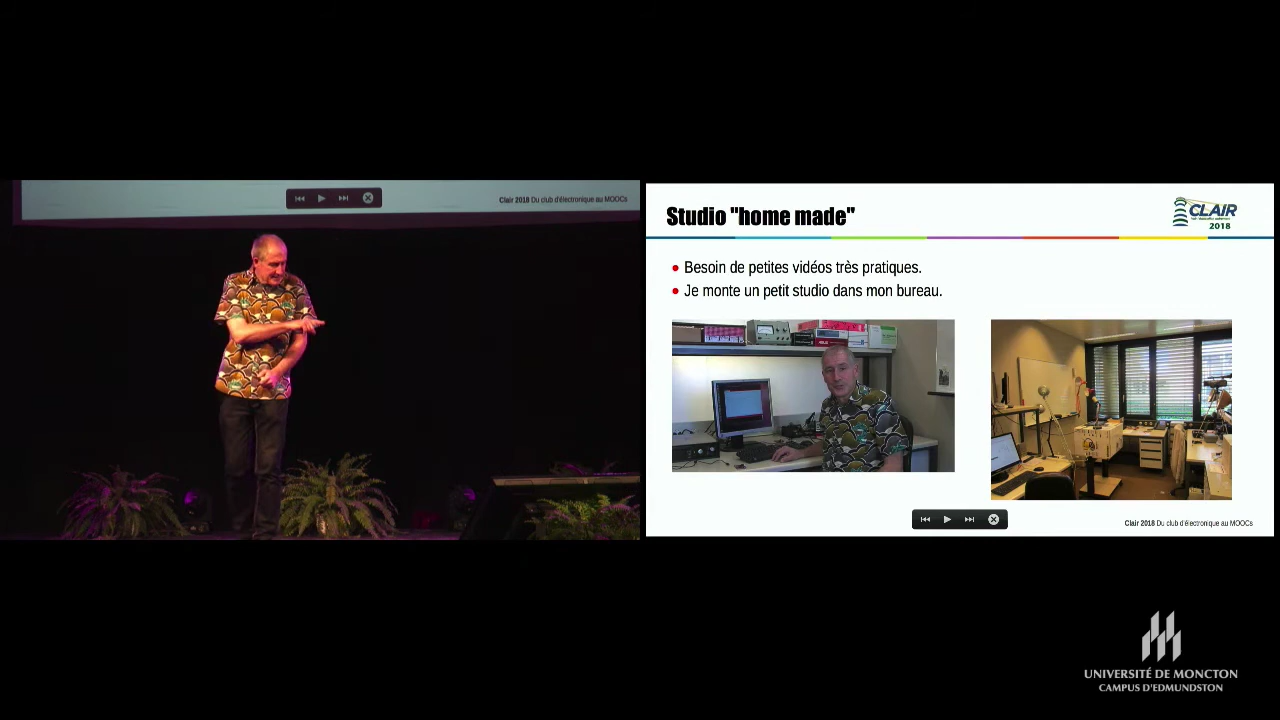 Clair 2018 Du club d'électronique au MOOCs
Studio "home made"
CLAIR
2018
Besoin de petites vidéos très pratiques.
Je monte un petit studio dans mon bureau.
Clair 2018 Du club d'électronique au MOOCs
UNIVERSITÉ DE MONCTON
CAMPUS D'EDMUNDSTON